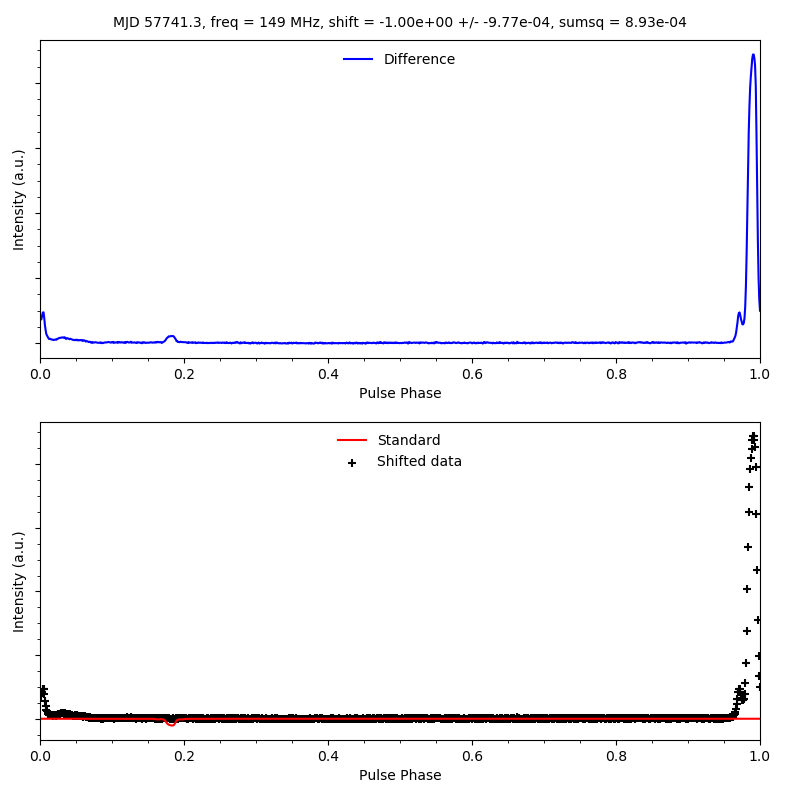 MJD 57741.3, freq = 149 MHz, shift = -1.00e+00 +/- -9.77e-04, sumsq = 8.93e-04
Difference
Intensity (a.u.)
0.0 0.2 0.4 0.6 0.8 1.0
Pulse Phase
Standard
Shifted data
Intensity (a.u.)
0.0 0.2 0.4 0.6 0.8 1.0
Pulse Phase